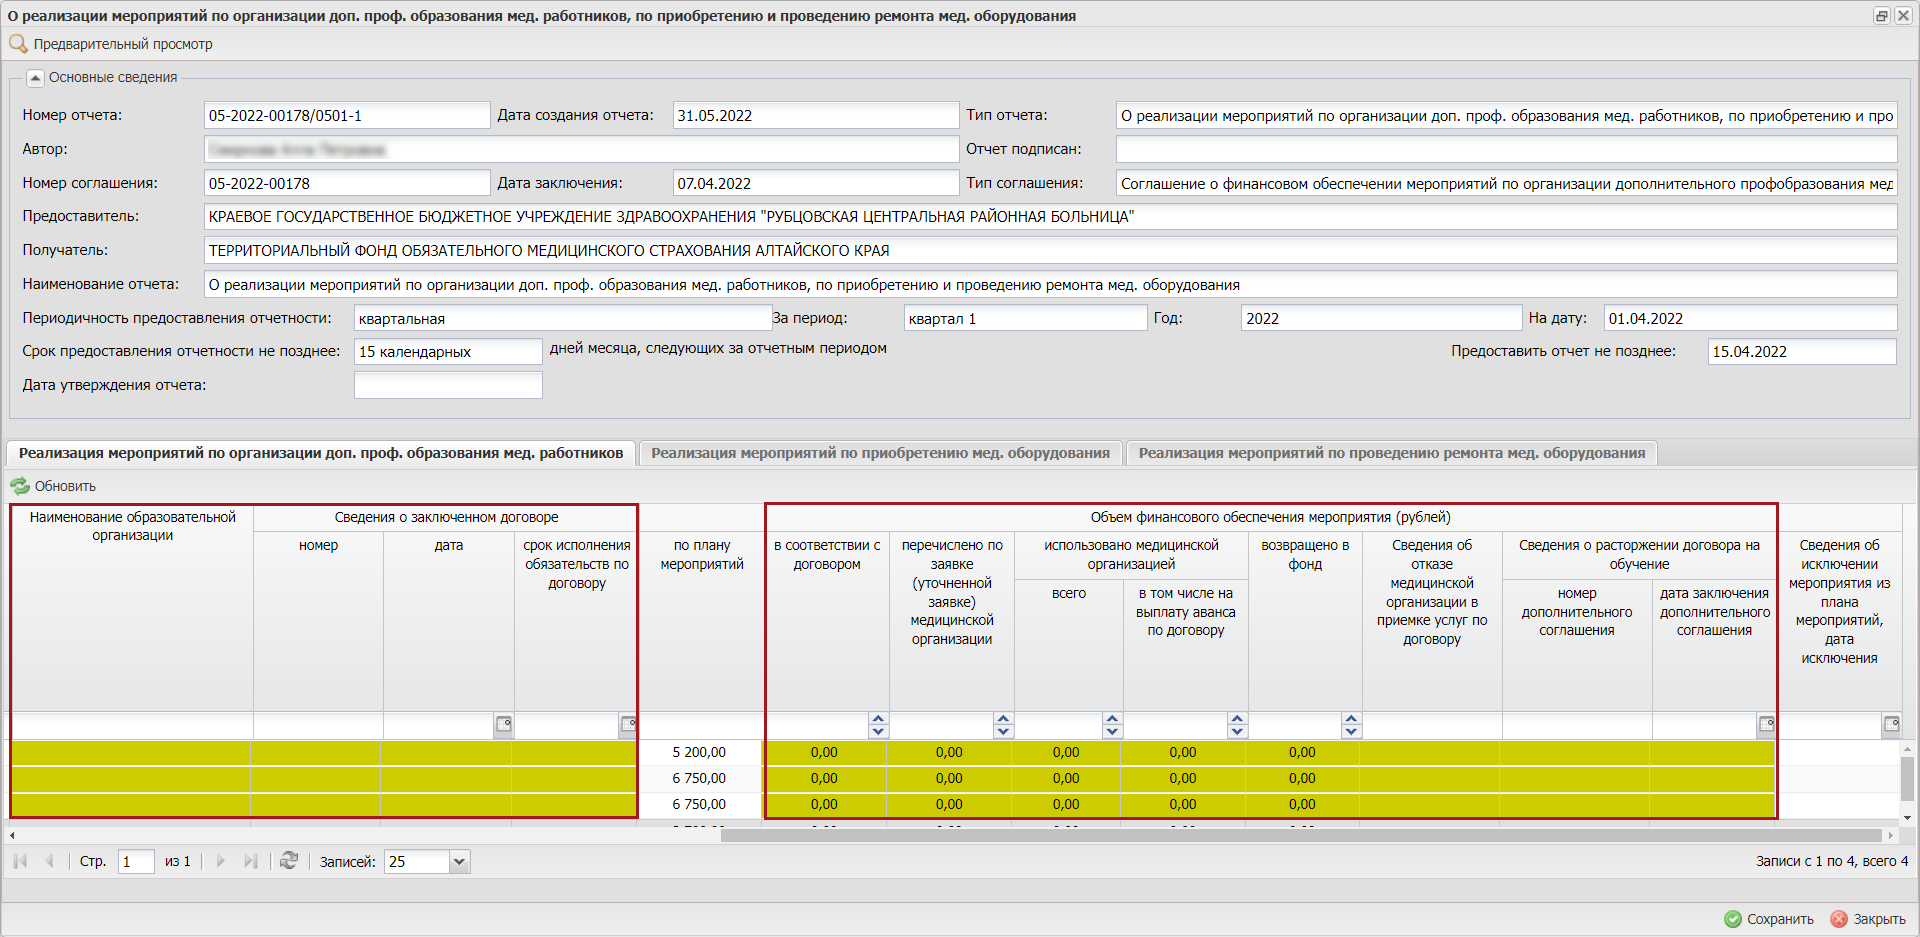 О реализации мероприятий по организации доп. проф. образования мед. работников, по приобретению и проведению ремонта мед. оборудования
Предварительный просмотр
Основные сведения
Номер отчета: 05-2022-00178/0501-1 Дата создания отчета: 31.05.2022 Тип отчета: О реализации мероприятий по организации доп. проф. образования мед. работников, по приобретению и про
Автор: Отчет подписан:
Номер соглашения: 05-2022-00178 Дата заключения: 07.04.2022 Тип соглашения: Соглашение о финансовом обеспечении мероприятий по организации дополнительного профобразования мед
Предоставитель: КРАЕВОЕ ГОСУДАРСТВЕННОЕ БЮДЖЕТНОЕ УЧРЕЖДЕНИЕ ЗДРАВООХРАНЕНИЯ "РУБЦОВСКАЯ ЦЕНТРАЛЬНАЯ РАЙОННАЯ БОЛЬНИЦА"
Получатель: ТЕРРИТОРИАЛЬНЫЙ ФОНД ОБЯЗАТЕЛЬНОГО МЕДИЦИНСКОГО СТРАХОВАНИЯ АЛТАЙСКОГО КРАЯ
Наименование отчета: О реализации мероприятий по организации доп. проф. образования мед. работников, по приобретению и проведению ремонта мед. оборудования
Периодичность предоставления отчетности: квартальная За период: квартал 1 Год: 2022 На дату: 01.04.2022
Срок предоставления отчетности не позднее: 15 календарных дней месяца, следующих за отчетным периодом Предоставить отчет не позднее: 15.04.2022
Дата утверждения отчета:
Реализация мероприятий по организации доп. проф. образования мед. работников Реализация мероприятий по приобретению мед. оборудования Реализация мероприятий по проведению ремонта мед. оборудования
Обновить
Наименование образовательной
организации
Сведения о заключенном договоре
номер
дата
срок исполнения
обязательств по
договору
по плану
мероприятий
Объем финансового обеспечения мероприятия (рублей)
в соответствии с
договором
перечислено по
заявке
(уточненной
заявке)
медицинской
организации
использовано медицинской
организацией
всего
в том числе на
выплату аванса
по договору
возвращено в
фонд
Сведения об
отказе
медицинской
организации в
приемке услуг по
договору
Сведения о расторжении договора на
обучение
номер
дополнительного
соглашения
дата заключения
дополнительного
соглашения
Сведения об
исключении
мероприятия из
плана
мероприятий,
дата
исключения
5 200,00 0,00 0,00 0,00 0,00 0,00
6 750,00 0,00 0,00 0,00 0,00 0,00
6 750,00 0,00 0,00 0,00 0,00 0,00
Стр. 1 из 1 Записей: 25 Записи с 1 по 4, всего 4
Сохранить Закрыть